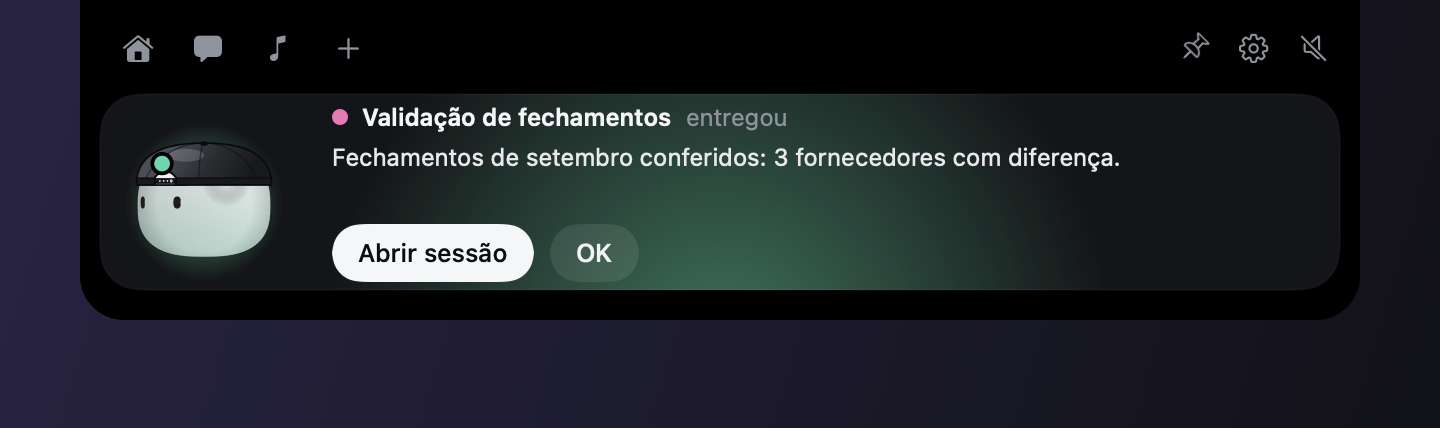 Validação de fechamentos entregou
Fechamentos de setembro conferidos: 3 fornecedores com diferença.
Abrir sessão OK